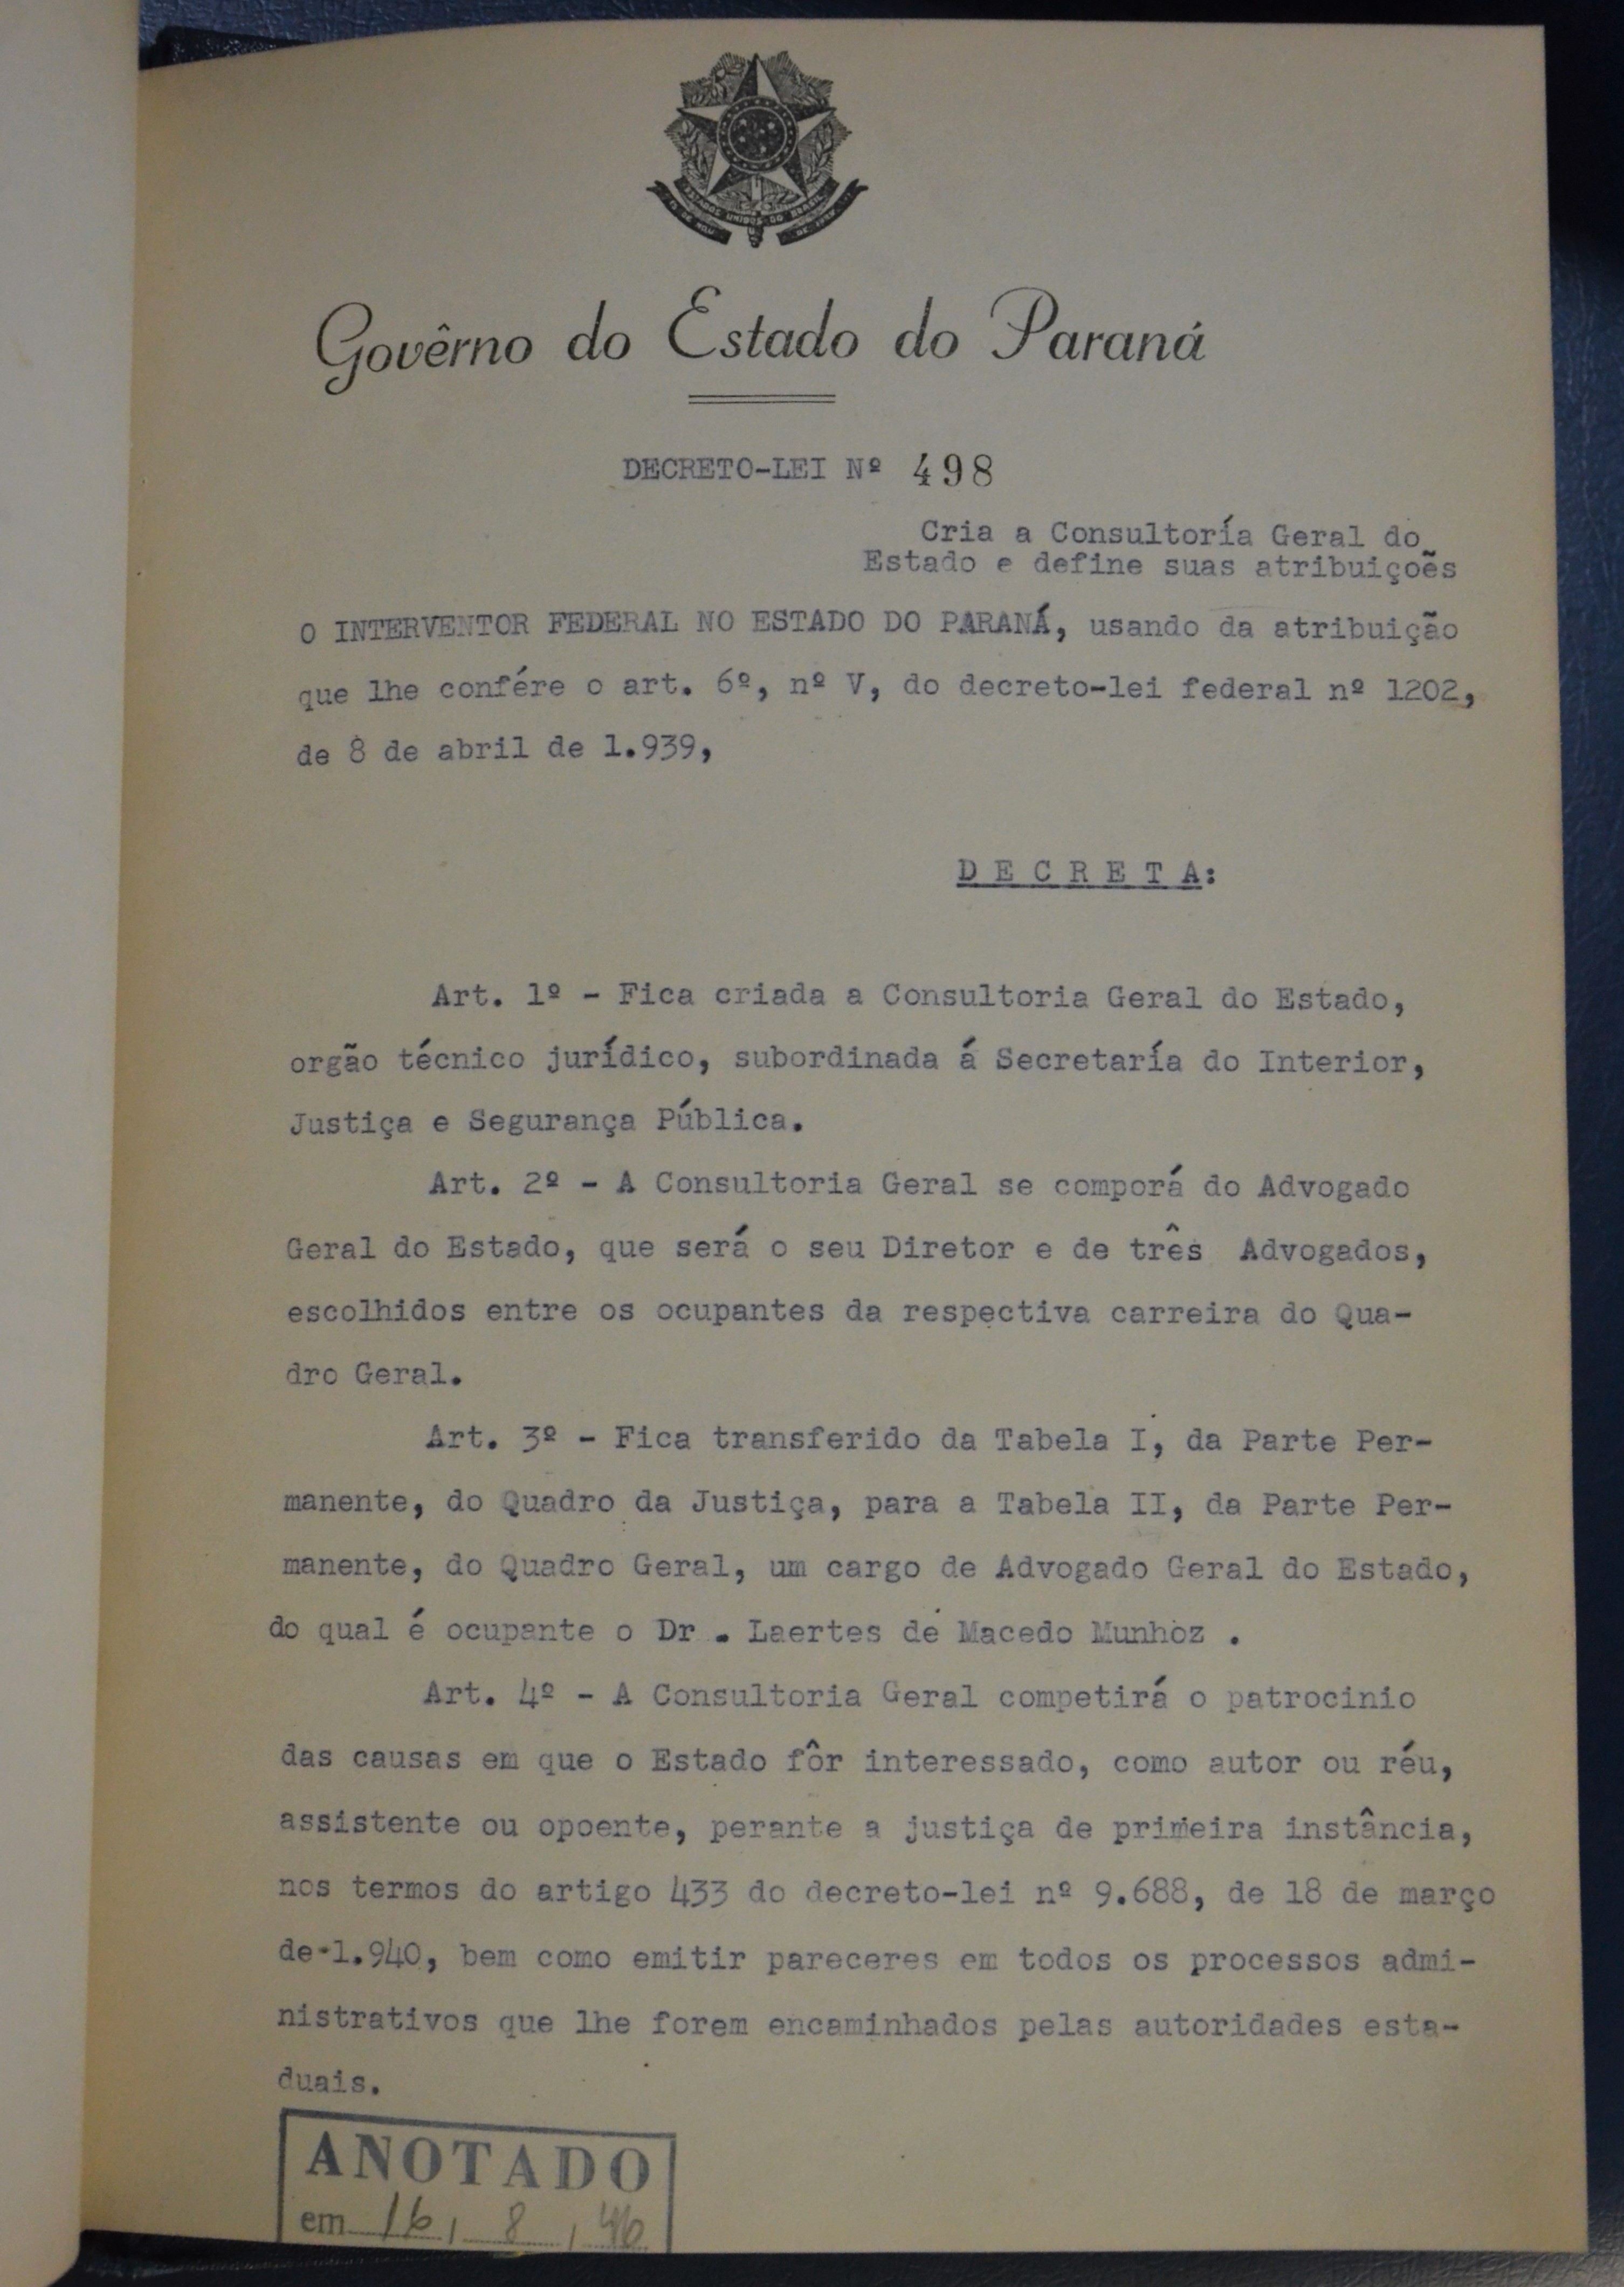 ESTADOS UNIDOS DO BRASIL
15 DE NOV. DE 1889
Govêrno do Estado do Paraná
DECRETO-LEI Nº 498
Cria a Consultoría Geral do
Estado e define suas atribuições
O INTERVENTOR FEDERAL NO ESTADO DO PARANÁ, usando da atribuição
que lhe confére o art. 6º, nº V, do decreto-lei federal nº 1202,
de 8 de abril de 1.939,
D E C R E T A:
Art. 1º - Fica criada a Consultoria Geral do Estado,
orgão técnico jurídico, subordinada á Secretaría do Interior,
Justiça e Segurança Pública.
Art. 2º - A Consultoria Geral se comporá do Advogado
Geral do Estado, que será o seu Diretor e de três Advogados,
escolhidos entre os ocupantes da respectiva carreira do Qua-
dro Geral.
Art. 3º - Fica transferido da Tabela I, da Parte Per-
manente, do Quadro da Justiça, para a Tabela II, da Parte Per-
manente, do Quadro Geral, um cargo de Advogado Geral do Estado,
do qual é ocupante o Dr . Laertes de Macedo Munhoz .
Art. 4º - A Consultoria Geral competirá o patrocinio
das causas em que o Estado fôr interessado, como autor ou réu,
assistente ou opoente, perante a justiça de primeira instância,
nos termos do artigo 433 do decreto-lei nº 9.688, de 18 de março
de 1.940, bem como emitir pareceres em todos os processos admi-
nistrativos que lhe forem encaminhados pelas autoridades esta-
duais.
ANOTADO
em 16, 8, 46